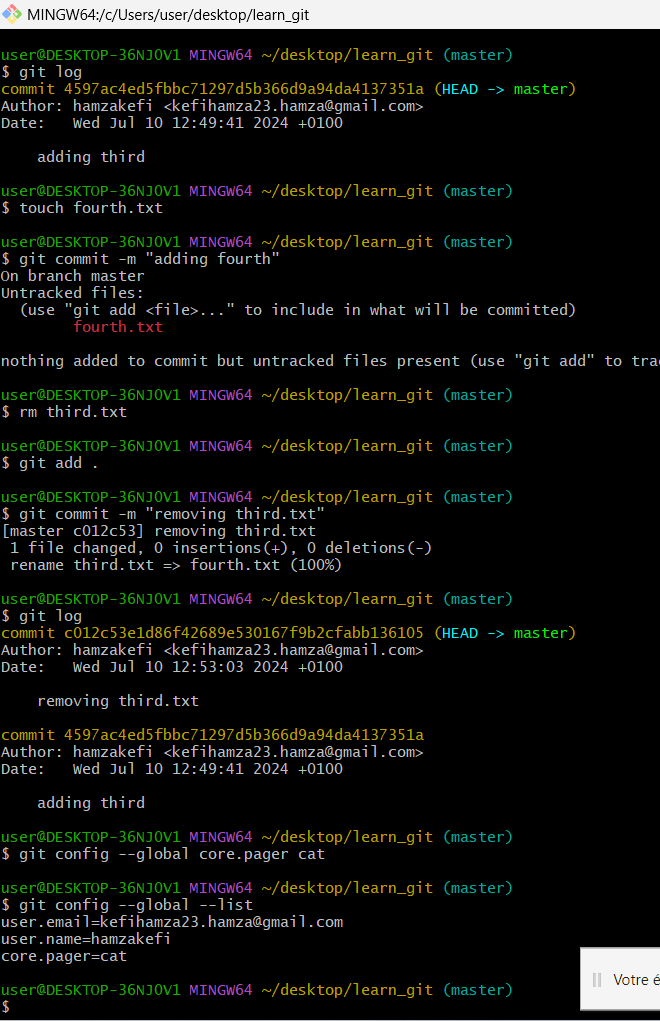 MINGW64:/c/Users/user/desktop/learn_git
user@DESKTOP-36NJ0V1 MINGW64 ~/desktop/learn_git (master)
$ git log
commit 4597ac4ed5fbbc71297d5b366d9a94da4137351a (HEAD -> master)
Author: hamzakefi <kefihamza23.hamza@gmail.com>
Date:   Wed Jul 10 12:49:41 2024 +0100
    adding third
user@DESKTOP-36NJ0V1 MINGW64 ~/desktop/learn_git (master)
$ touch fourth.txt
user@DESKTOP-36NJ0V1 MINGW64 ~/desktop/learn_git (master)
$ git commit -m "adding fourth"
On branch master
Untracked files:
  (use "git add <file>..." to include in what will be committed)
        fourth.txt
nothing added to commit but untracked files present (use "git add" to trac
user@DESKTOP-36NJ0V1 MINGW64 ~/desktop/learn_git (master)
$ rm third.txt
user@DESKTOP-36NJ0V1 MINGW64 ~/desktop/learn_git (master)
$ git add .
user@DESKTOP-36NJ0V1 MINGW64 ~/desktop/learn_git (master)
$ git commit -m "removing third.txt"
[master c012c53] removing third.txt
 1 file changed, 0 insertions(+), 0 deletions(-)
 rename third.txt => fourth.txt (100%)
user@DESKTOP-36NJ0V1 MINGW64 ~/desktop/learn_git (master)
$ git log
commit c012c53e1d86f42689e530167f9b2cfabb136105 (HEAD -> master)
Author: hamzakefi <kefihamza23.hamza@gmail.com>
Date:   Wed Jul 10 12:53:03 2024 +0100
    removing third.txt
commit 4597ac4ed5fbbc71297d5b366d9a94da4137351a
Author: hamzakefi <kefihamza23.hamza@gmail.com>
Date:   Wed Jul 10 12:49:41 2024 +0100
    adding third
user@DESKTOP-36NJ0V1 MINGW64 ~/desktop/learn_git (master)
$ git config --global core.pager cat
user@DESKTOP-36NJ0V1 MINGW64 ~/desktop/learn_git (master)
$ git config --global --list
user.email=kefihamza23.hamza@gmail.com
user.name=hamzakefi
core.pager=cat
Votre é
user@DESKTOP-36NJ0V1 MINGW64 ~/desktop/learn_git (master)
$